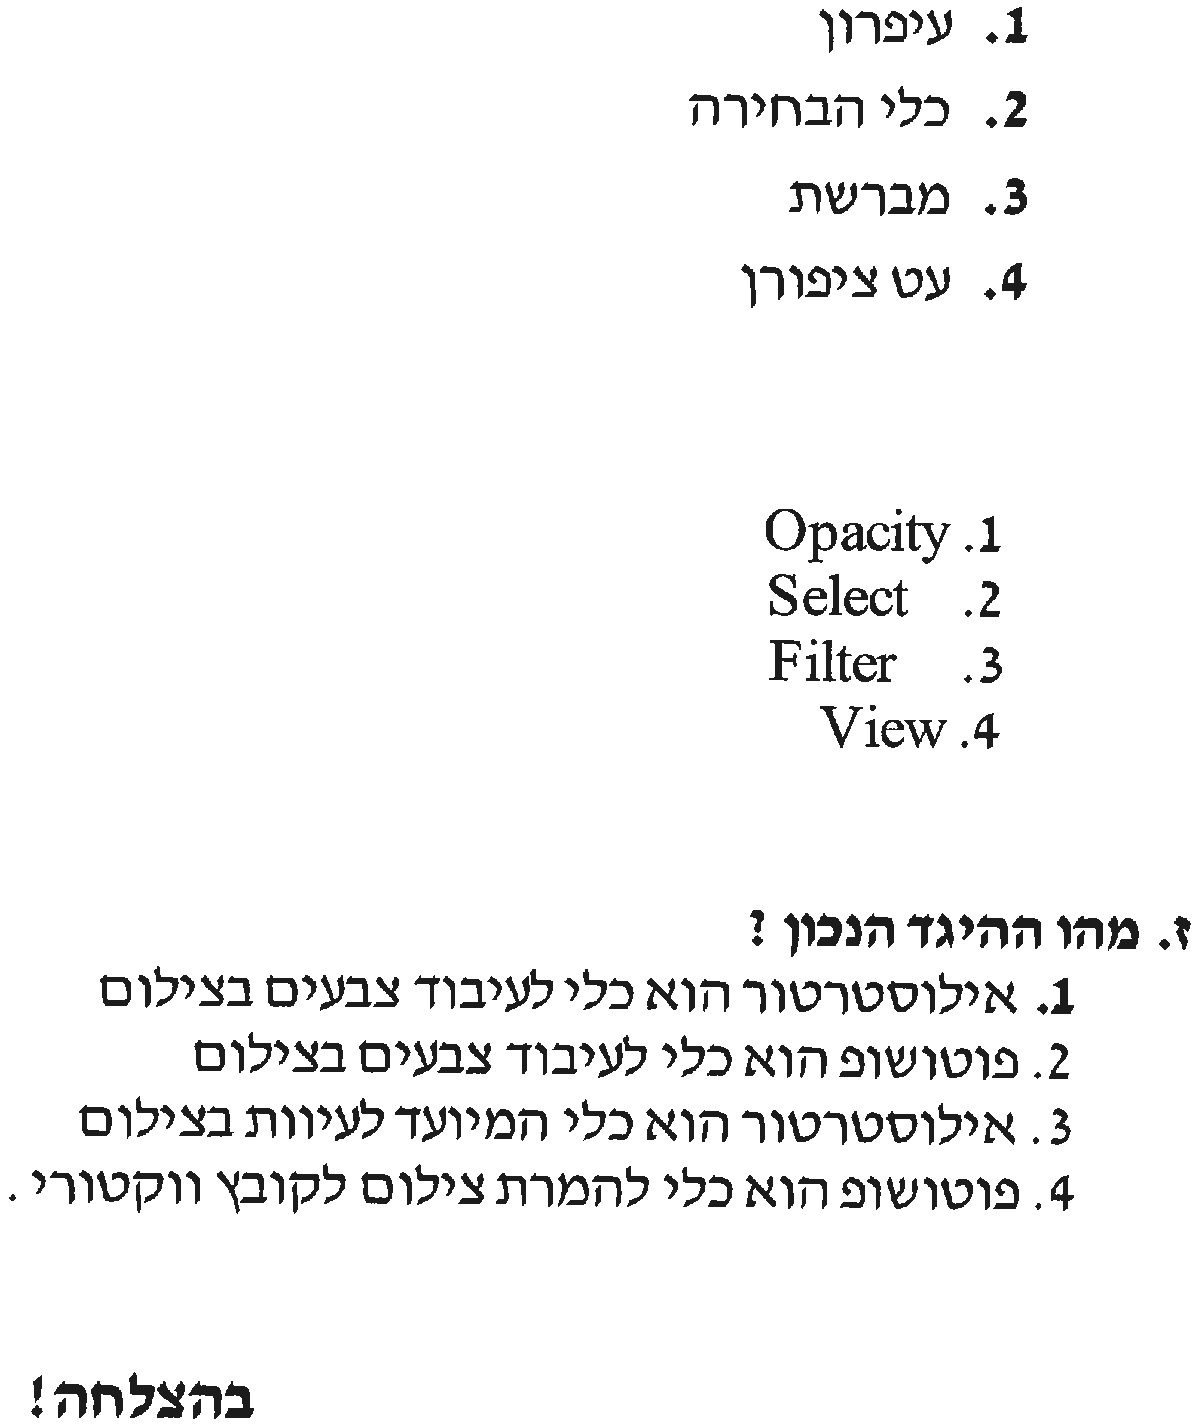 1. עיפרון
2. כלי הבחירה
3. מברשת
4. עט ציפורן
1. Opacity
2. Select
3. Filter
4. View
ז. מהו ההיגד הנכון ?
1. אילוסטרטור הוא כלי לעיבוד צבעים בצילום
2. פוטושופ הוא כלי לעיבוד צבעים בצילום
3. אילוסטרטור הוא כלי המיועד לעיוות בצילום
4. פוטושופ הוא כלי להמרת צילום לקובץ ווקטורי .
בהצלחה!